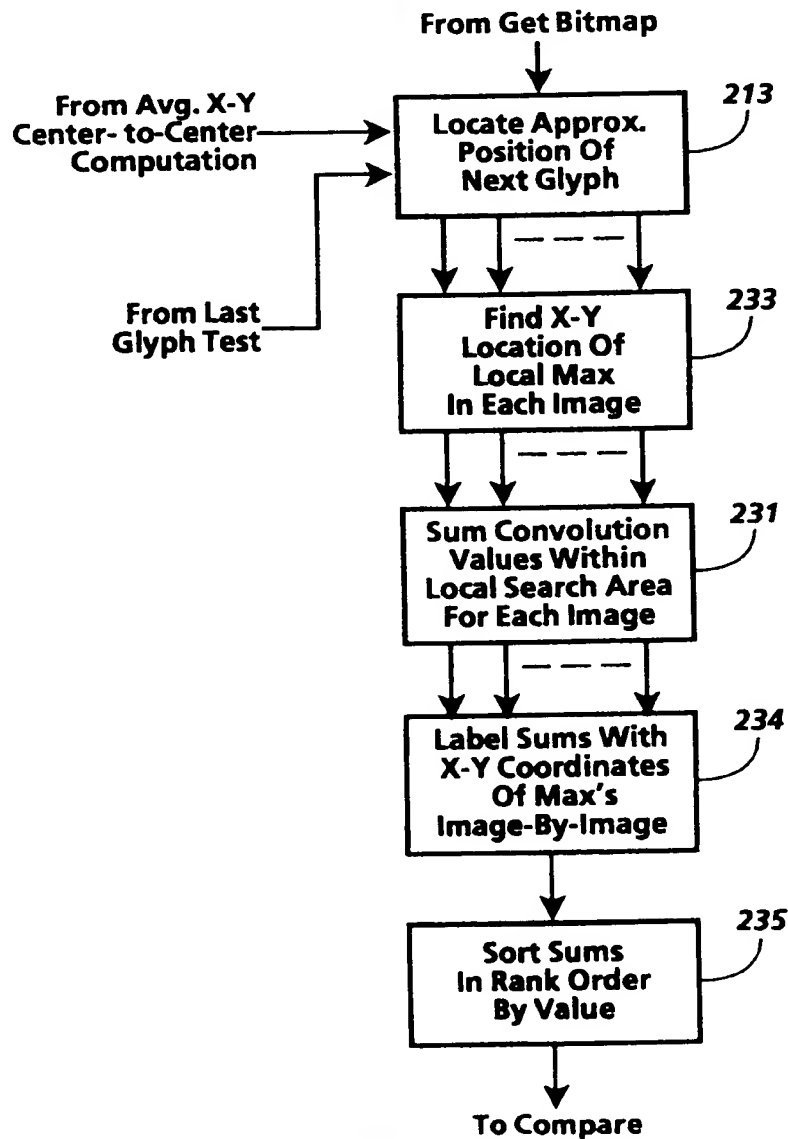 From Get Bitmap
213
From Avg. X-Y
Center- to-Center
Computation
Locate Approx.
Position Of
Next Glyph
233
From Last
Glyph Test
Find X-Y
Location Of
Local Max
In Each Image
231
Sum Convolution
Values Within
Local Search Area
For Each Image
234
Label Sums With
X-Y Coordinates
Of Max's
Image-By-Image
235
Sort Sums
In Rank Order
By Value
To Compare